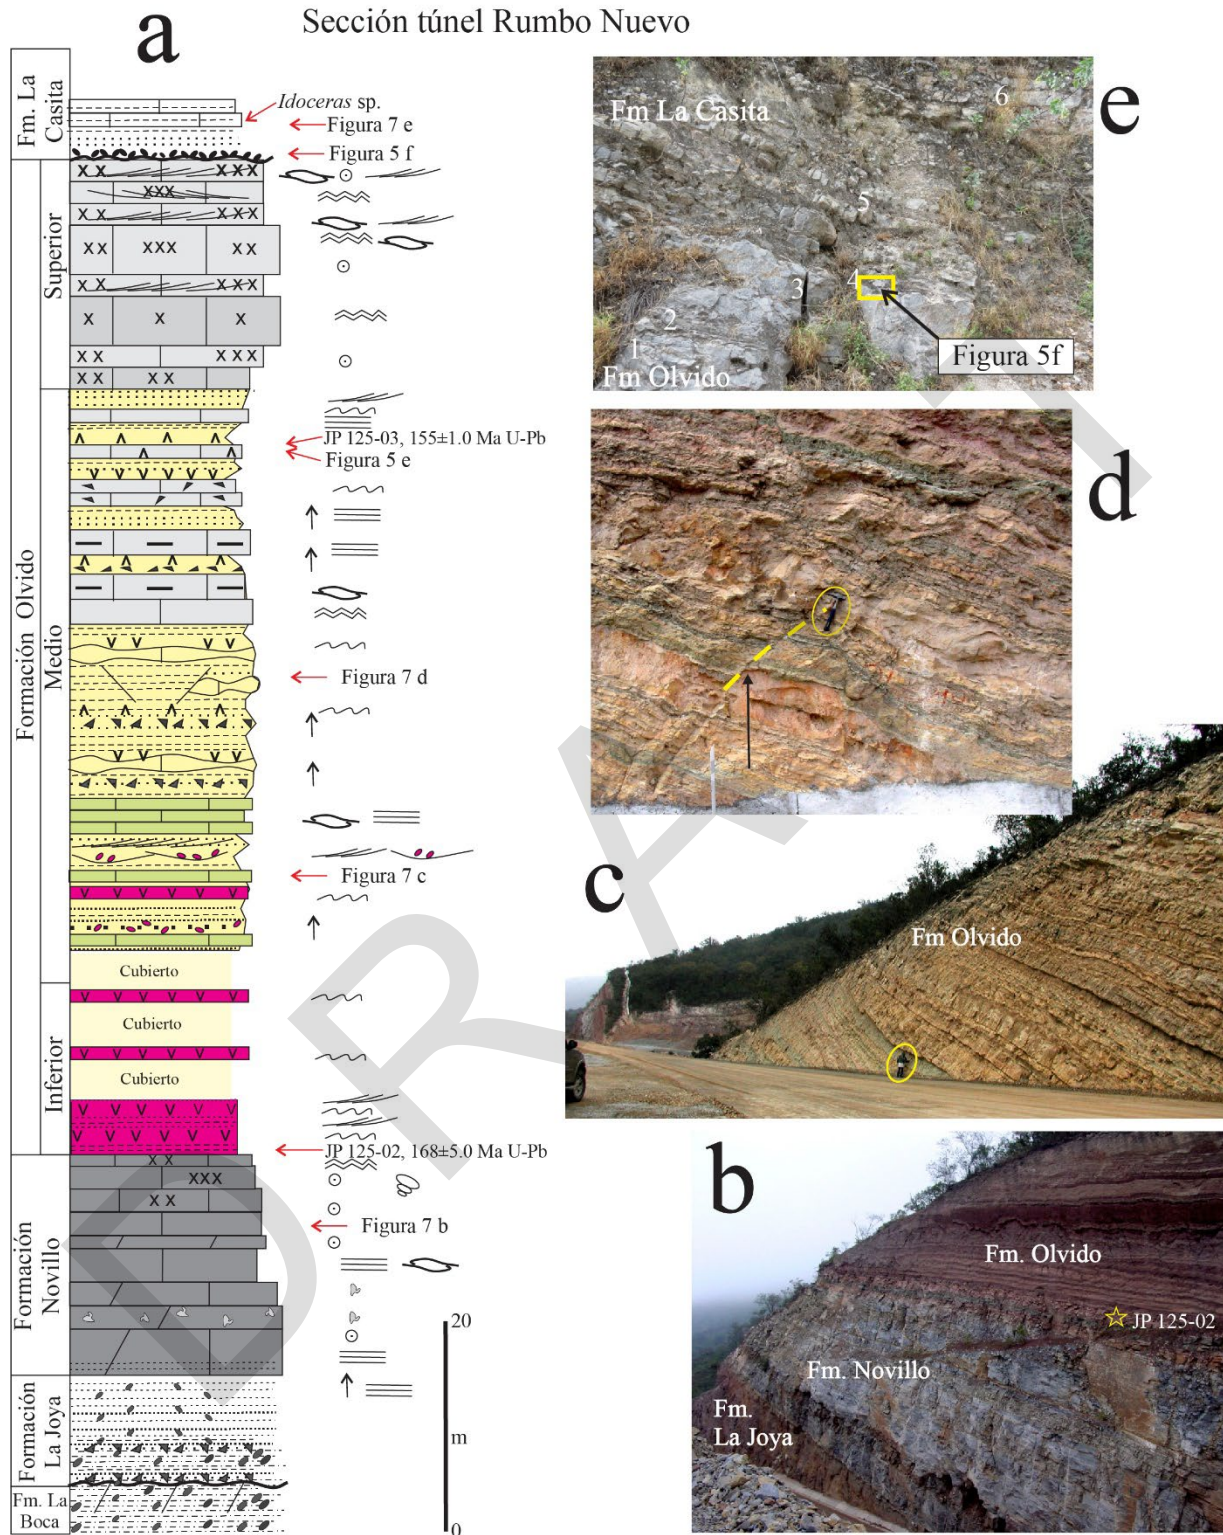 a
Sección túnel Rumbo Nuevo
Fm. La
Casita
Idoceras sp.
Figura 7 e
Figura 5 f
Formación Olvido
Superior
Medio
Inferior
JP 125-03, 155±1.0 Ma U-Pb
Figura 5 e
Figura 7 d
Figura 7 c
Cubierto
Cubierto
Cubierto
JP 125-02, 168±5.0 Ma U-Pb
Formación
Novillo
Figura 7 b
Formación
La Joya
Fm. La
Boca
20
m
0
e
Fm La Casita
6
5
4
3
2
1
Fm Olvido
Figura 5f
d
c
Fm Olvido
b
Fm. Olvido
JP 125-02
Fm. Novillo
Fm.
La Joya
DRAFT